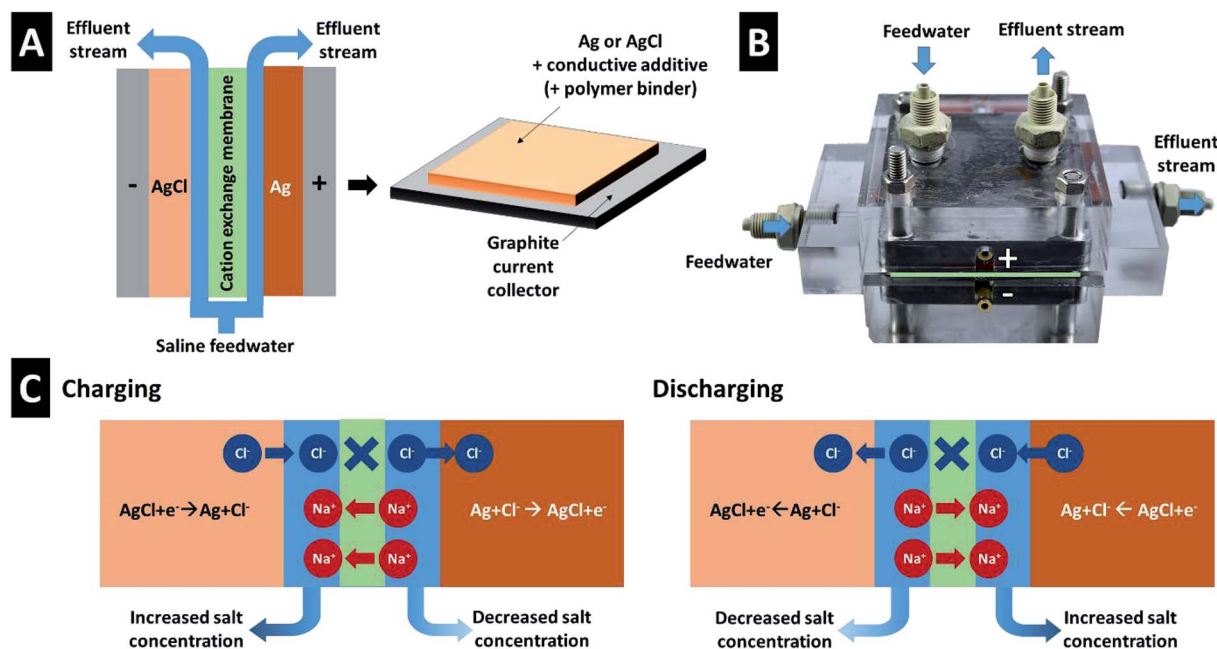 A
Effluent
stream
Effluent
stream
-
AgCl
Cation exchange membrane
Ag
+
Saline feedwater
Ag or AgCl
+ conductive additive
(+ polymer binder)
Graphite
current
collector
B
Feedwater
Effluent stream
Effluent
stream
Feedwater
+
-
C
Charging
Cl⁻
Cl⁻
Cl⁻
Cl⁻
AgCl+e⁻→Ag+Cl⁻
Na⁺
Na⁺
Ag+Cl⁻ → AgCl+e⁻
Na⁺
Na⁺
Increased salt
concentration
Decreased salt
concentration
Discharging
Cl⁻
Cl⁻
Cl⁻
Cl⁻
AgCl+e⁻←Ag+Cl⁻
Na⁺
Na⁺
Ag+Cl⁻ ← AgCl+e⁻
Na⁺
Na⁺
Decreased salt
concentration
Increased salt
concentration